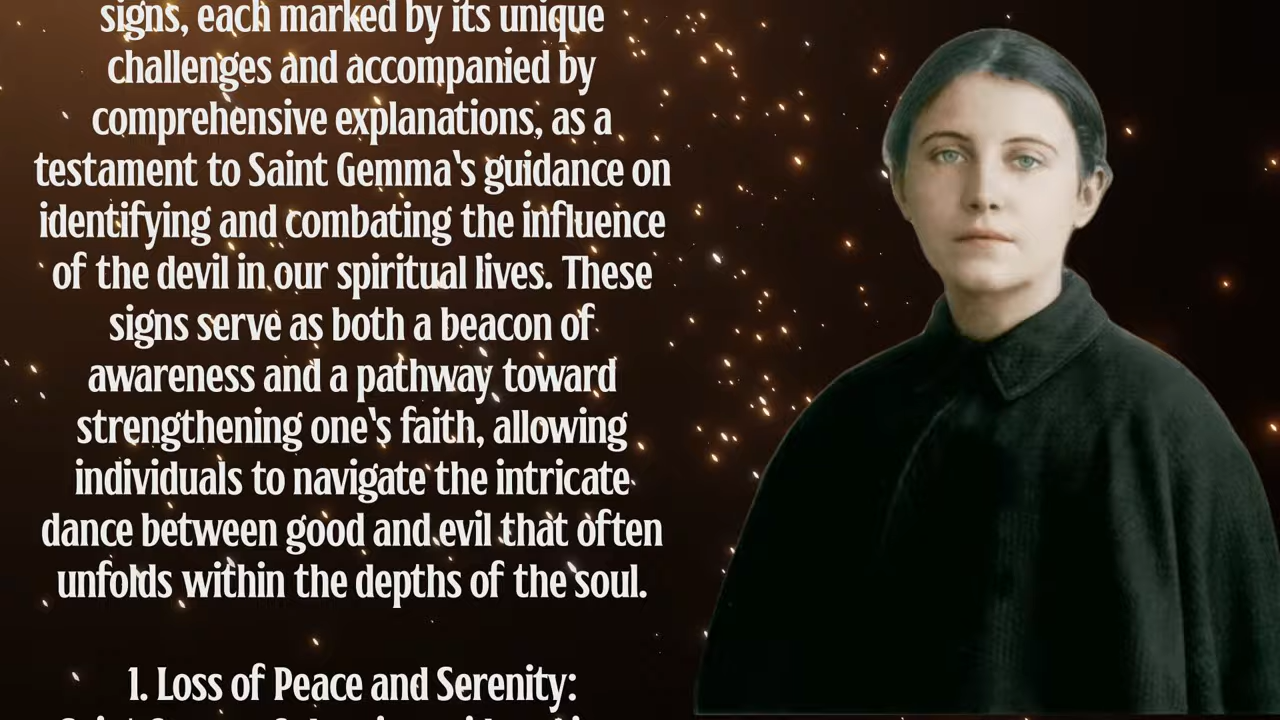 signs, each marked by its unique
challenges and accompanied by
comprehensive explanations, as a
testament to Saint Gemma's guidance on
identifying and combating the influence
of the devil in our spiritual lives. These
signs serve as both a beacon of
awareness and a pathway toward
strengthening one's faith, allowing
individuals to navigate the intricate
dance between good and evil that often
unfolds within the depths of the soul.
1. Loss of Peace and Serenity: